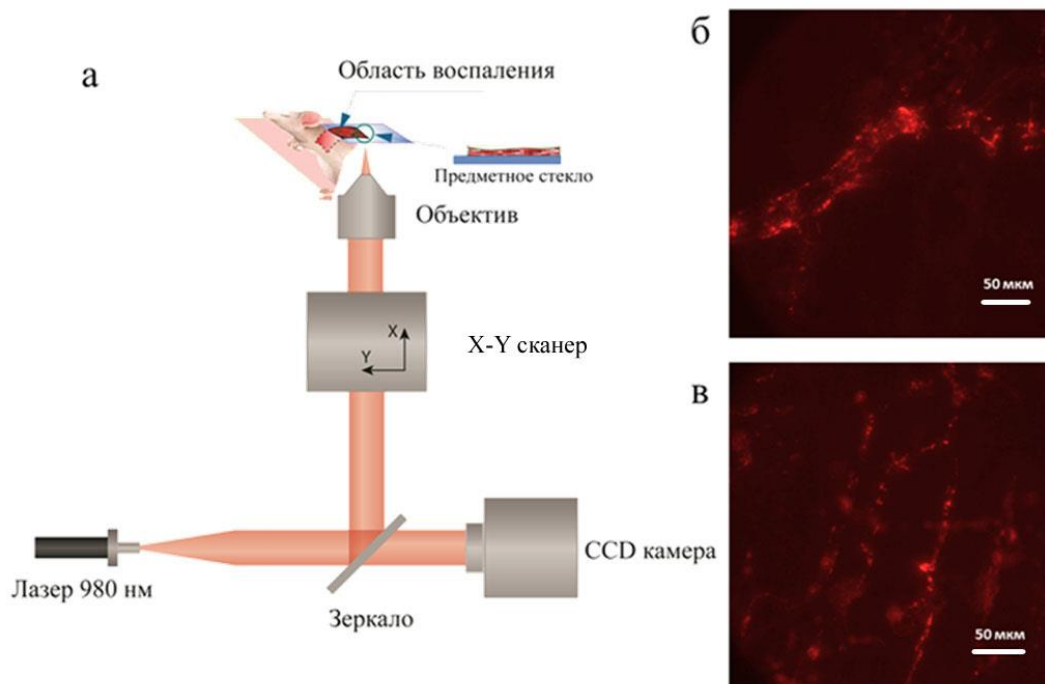 а
Область воспаления
Предметное стекло
Объектив
X
Y
X-Y сканер
Лазер 980 нм
Зеркало
CCD камера
б
50 мкм
в
50 мкм